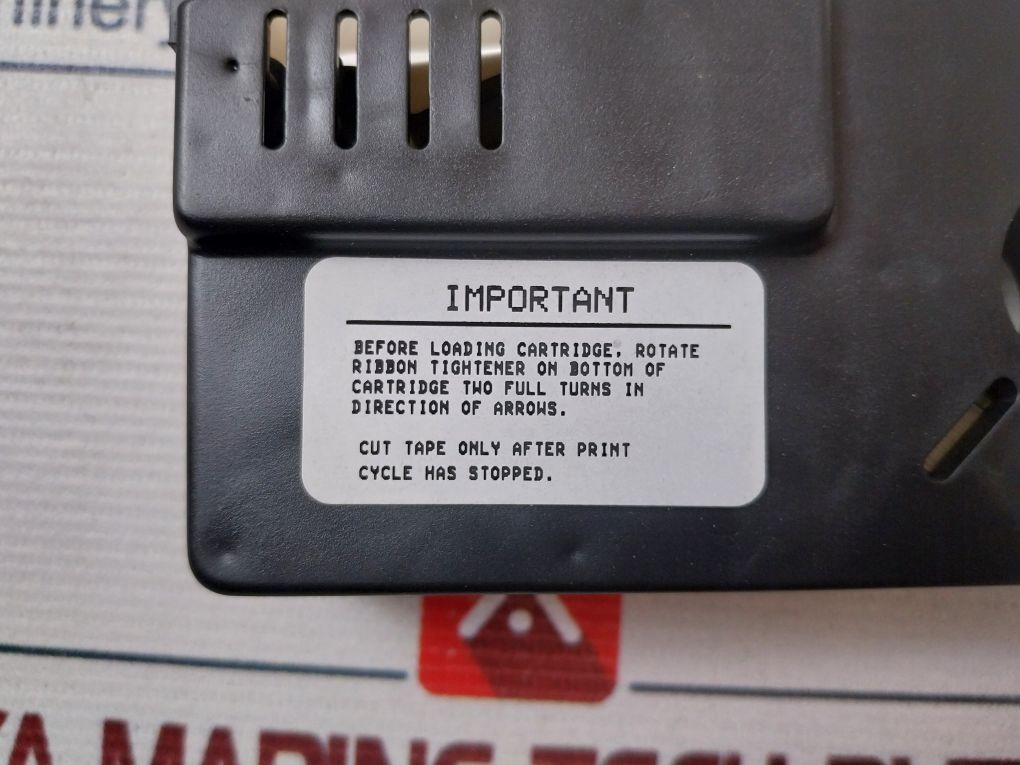 IMPORTANT
BEFORE LOADING CARTRIDGE, ROTATE
RIBBON TIGHTENER ON BOTTOM OF
CARTRIDGE TWO FULL TURNS IN
DIRECTION OF ARROWS.
CUT TAPE ONLY AFTER PRINT
CYCLE HAS STOPPED.